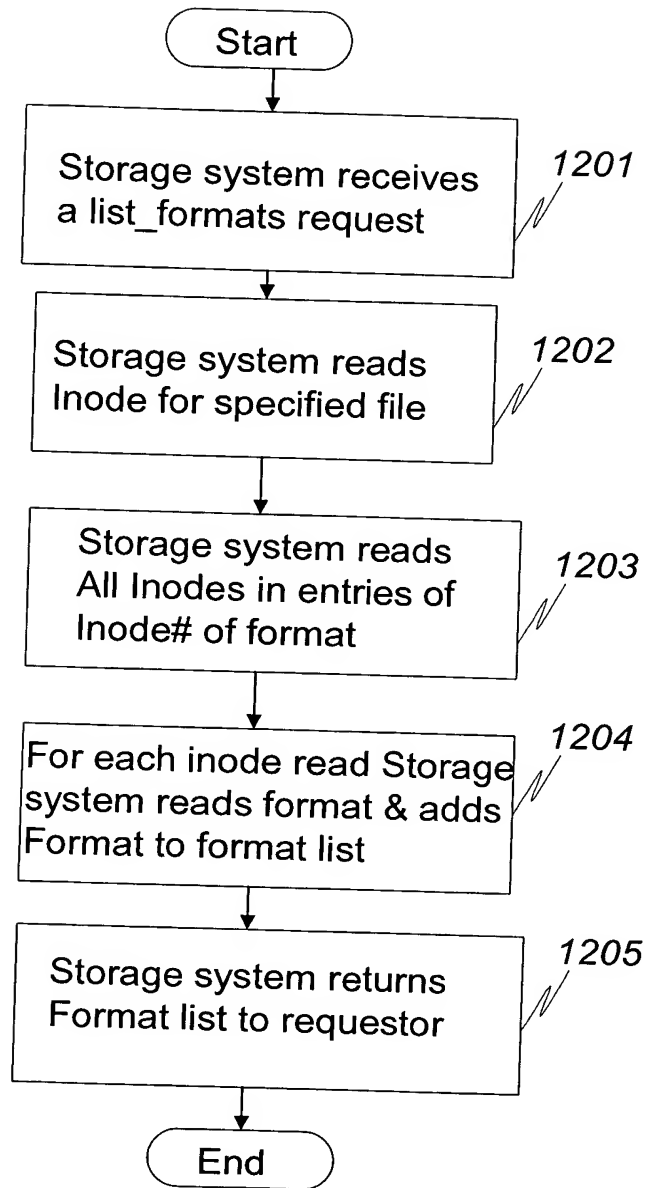 Start
Storage system receives
a list_formats request
1201
Storage system reads
Inode for specified file
1202
Storage system reads
All Inodes in entries of
Inode# of format
1203
For each inode read Storage
system reads format & adds
Format to format list
1204
Storage system returns
Format list to requestor
1205
End